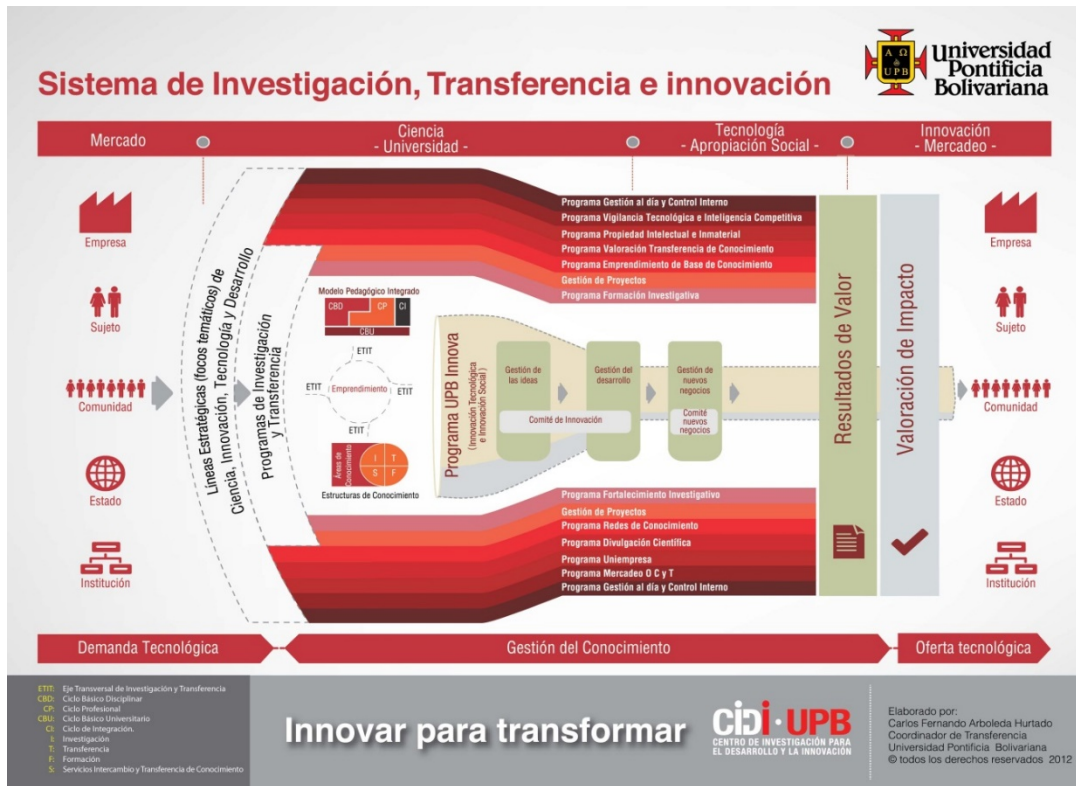 Sistema de Investigación, Transferencia e innovación
A Ω
&
UPB
Universidad
Pontificia
Bolivariana
Mercado
Ciencia
- Universidad -
Tecnología
- Apropiación Social -
Innovación
- Mercadeo -
Empresa
Sujeto
Comunidad
Estado
Institución
Líneas Estratégicas (focos temáticos) de
Ciencia, Innovación, Tecnología y Desarrollo
Programas de Investigación
y Transferencia
Programa Gestión al día y Control Interno
Programa Vigilancia Tecnológica e Inteligencia Competitiva
Programa Propiedad Intelectual e Inmaterial
Programa Valoración Transferencia de Conocimiento
Programa Emprendimiento de Base de Conocimiento
Gestión de Proyectos
Programa Formación Investigativa
Modelo Pedagógico Integrado
CBD
CP
CI
CBU
ETIT
ETIT
Emprendimiento
ETIT
ETIT
Áreas de
Conocimiento
I
T
S
F
Estructuras de Conocimiento
Programa UPB Innova
(Innovación Tecnológica
e Innovación Social)
Gestión de
las ideas
Gestión del
desarrollo
Gestión de
nuevos
negocios
Comité de Innovación
Comité
nuevos
negocios
Programa Fortalecimiento Investigativo
Gestión de Proyectos
Programa Redes de Conocimiento
Programa Divulgación Científica
Programa Uniempresa
Programa Mercadeo O C y T
Programa Gestión al día y Control Interno
Resultados de Valor
Valoración de Impacto
Empresa
Sujeto
Comunidad
Estado
Institución
Demanda Tecnológica
Gestión del Conocimiento
Oferta tecnológica
ETIT: Eje Transversal de Investigación y Transferencia
CBD: Ciclo Básico Disciplinar
CP: Ciclo Profesional
CBU: Ciclo Básico Universitario
CI: Ciclo de Integración.
I: Investigación
T: Transferencia
F: Formación
S: Servicios Intercambio y Transferencia de Conocimiento
Innovar para transformar
CIDI · UPB
CENTRO DE INVESTIGACIÓN PARA
EL DESARROLLO Y LA INNOVACIÓN
Elaborado por:
Carlos Fernando Arboleda Hurtado
Coordinador de Transferencia
Universidad Pontificia Bolivariana
© todos los derechos reservados 2012